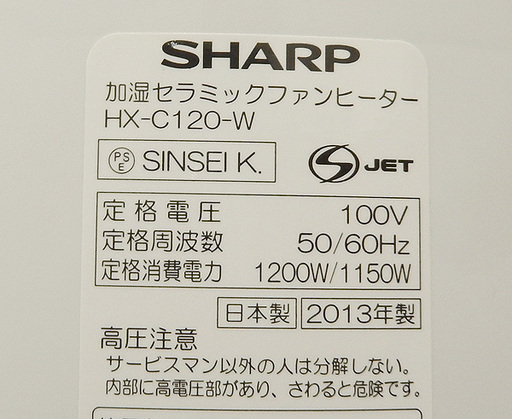 SHARP
加湿セラミックファンヒーター
HX-C120-W
PS E SINSEI K. S JET
定格電圧 100V
定格周波数 50/60Hz
定格消費電力 1200W/1150W
日本製 2013年製
高圧注意
サービスマン以外の人は分解しない。
内部に高電圧部があり、さわると危険です。